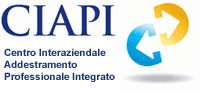 CIAPI
Centro Interaziendale
Addestramento
Professionale Integrato